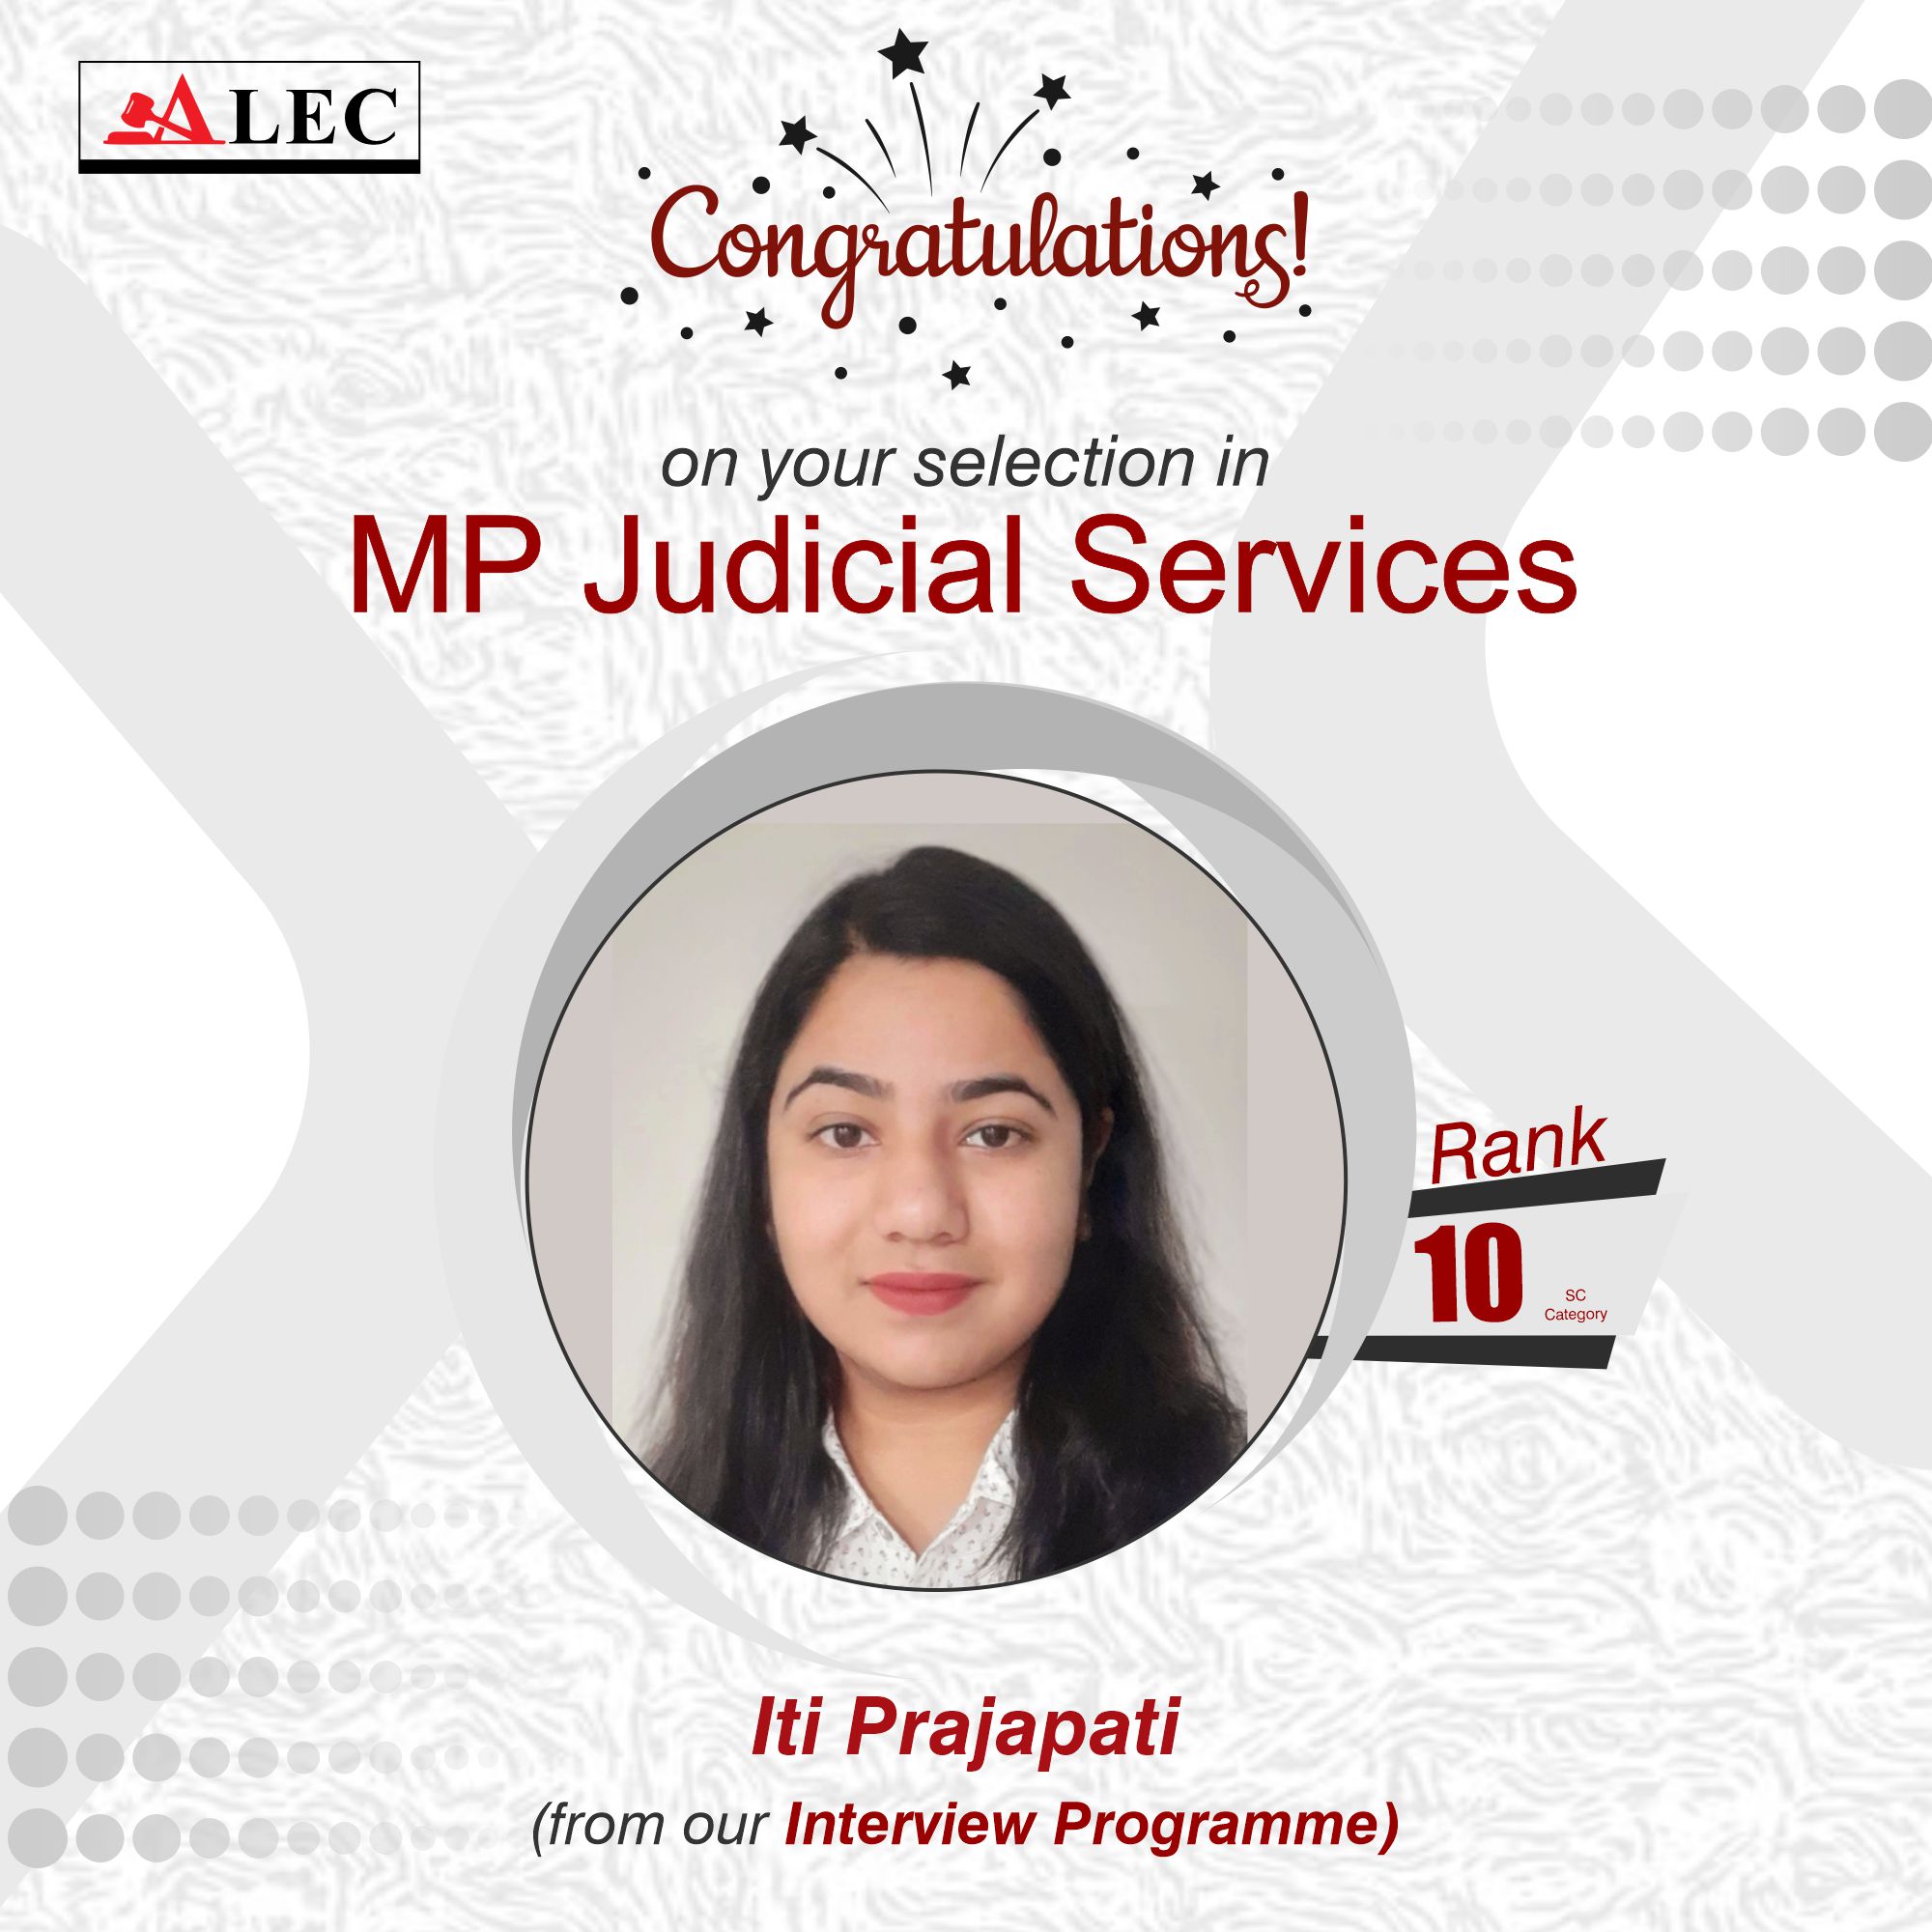 ALEC
Congratulations!
on your selection in
MP Judicial Services
Rank
10
SC
Category
Iti Prajapati
(from our Interview Programme)